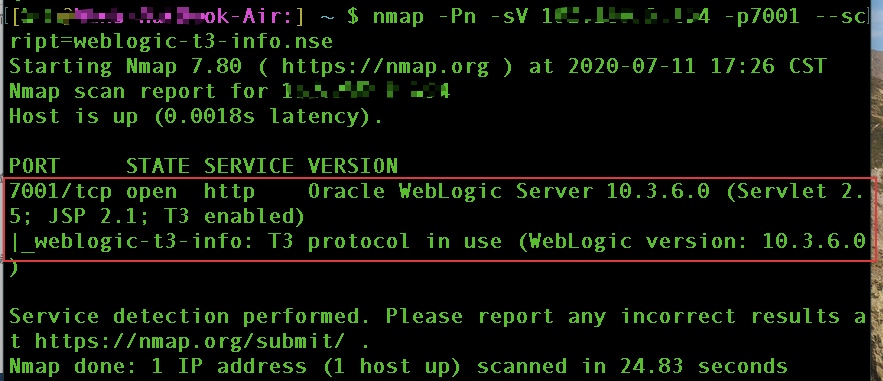 ok-Air:] ~ $ nmap -Pn -sV -p7001 --sc
ript=weblogic-t3-info.nse
Starting Nmap 7.80 ( https://nmap.org ) at 2020-07-11 17:26 CST
Nmap scan report for
Host is up (0.0018s latency).
PORT     STATE SERVICE VERSION
7001/tcp open  http    Oracle WebLogic Server 10.3.6.0 (Servlet 2.
5; JSP 2.1; T3 enabled)
|_weblogic-t3-info: T3 protocol in use (WebLogic version: 10.3.6.0
)
Service detection performed. Please report any incorrect results a
t https://nmap.org/submit/ .
Nmap done: 1 IP address (1 host up) scanned in 24.83 seconds